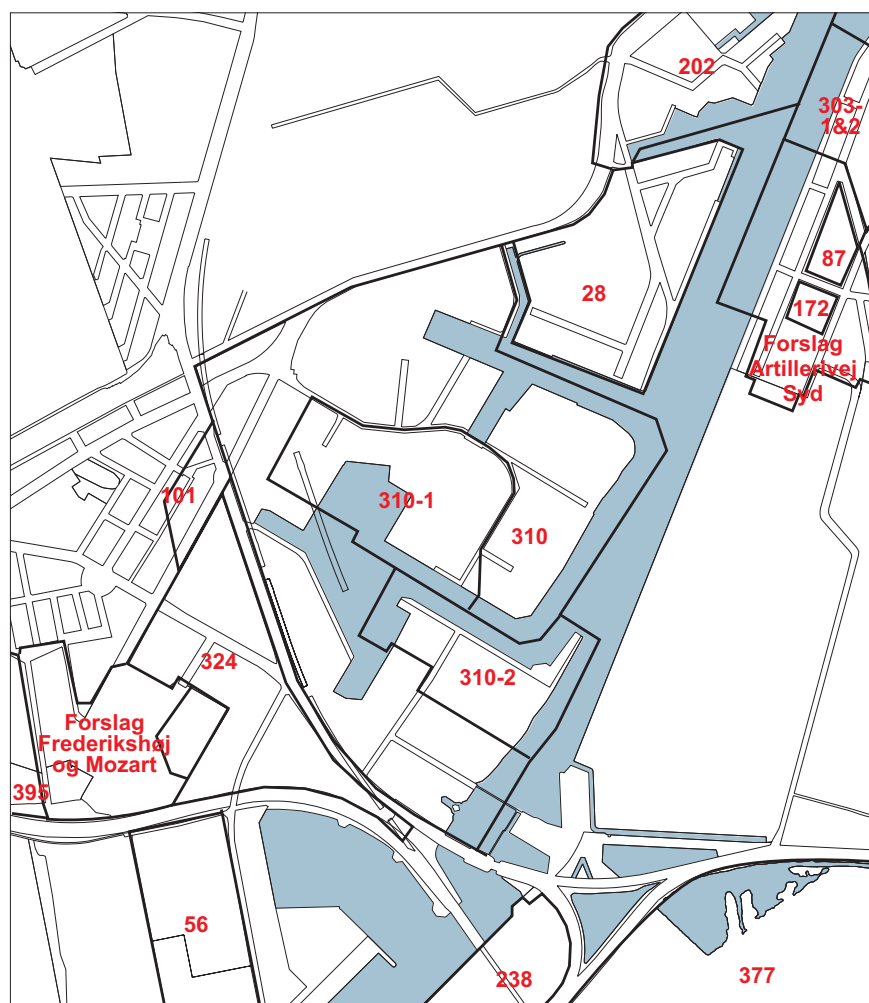 202
303-
1&2
87
28
172
Forslag
Artillerivej
Syd
101
310-1
310
324
310-2
Forslag
Frederikshøj
og Mozart
395
56
238
377